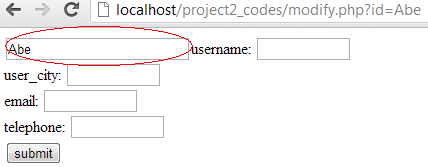 localhost/project2_codes/modify.php?id=Abe
Abe username:
user_city:
email:
telephone:
submit